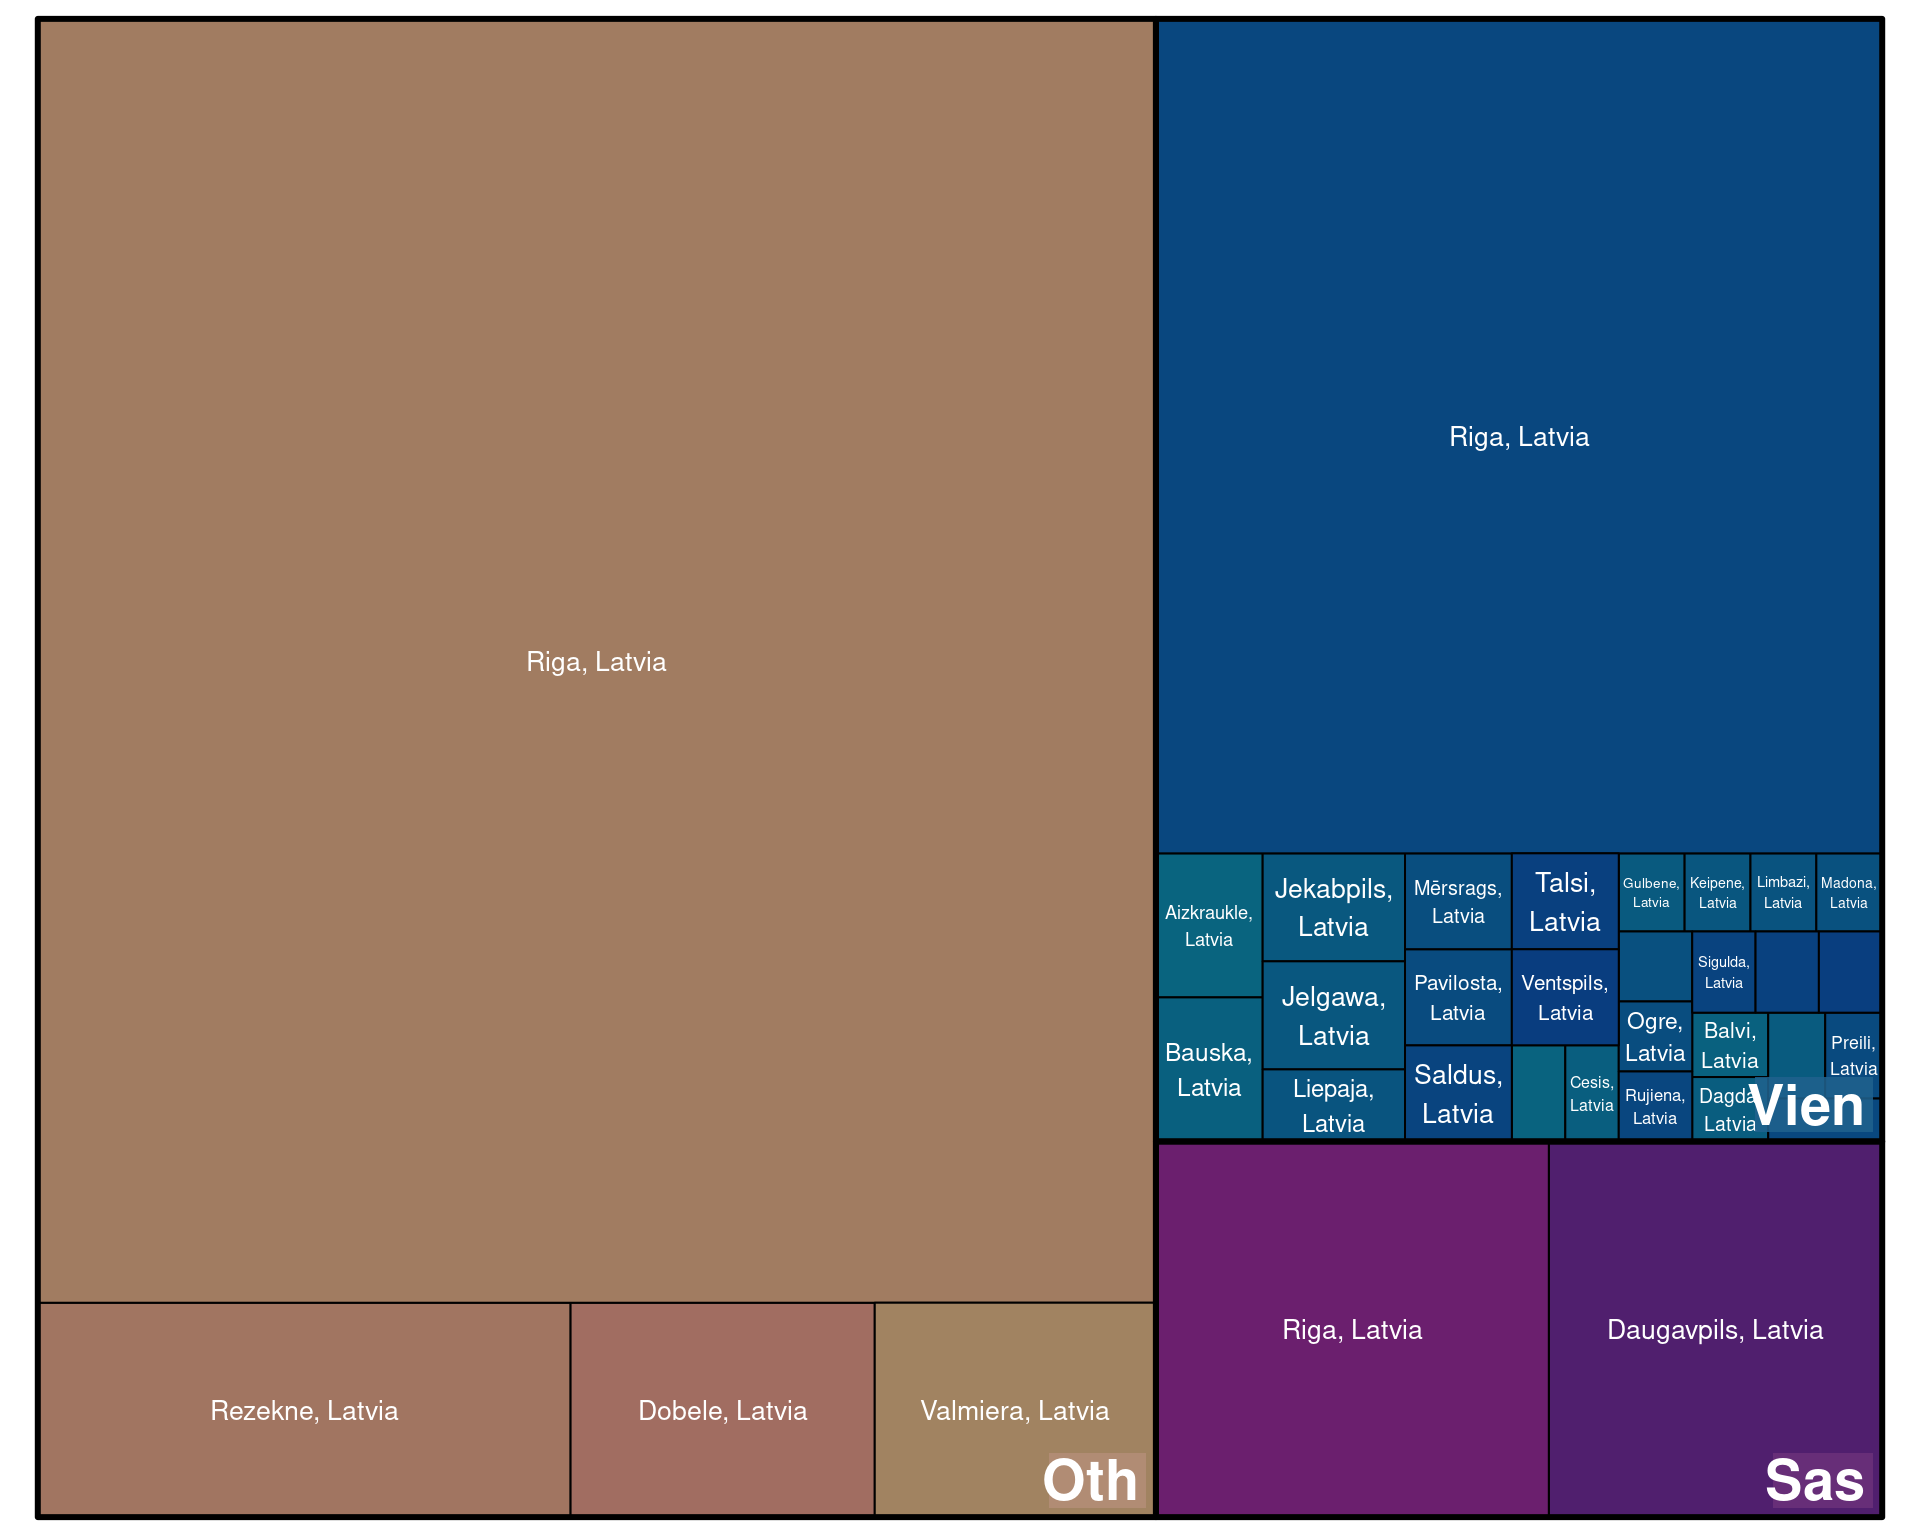 Riga, Latvia
Rezekne, Latvia
Dobele, Latvia
Valmiera, Latvia
Oth
Riga, Latvia
Aizkraukle,
Latvia
Bauska,
Latvia
Jekabpils,
Latvia
Jelgawa,
Latvia
Liepaja,
Latvia
Mērsrags,
Latvia
Pavilosta,
Latvia
Saldus,
Latvia
Talsi,
Latvia
Ventspils,
Latvia
Cesis,
Latvia
Gulbene,
Latvia
Keipene,
Latvia
Limbazi,
Latvia
Madona,
Latvia
Ogre,
Latvia
Rujiena,
Latvia
Sigulda,
Latvia
Balvi,
Latvia
Dagda
Latvia
Preili,
Latvia
Vien
Riga, Latvia
Daugavpils, Latvia
Sas